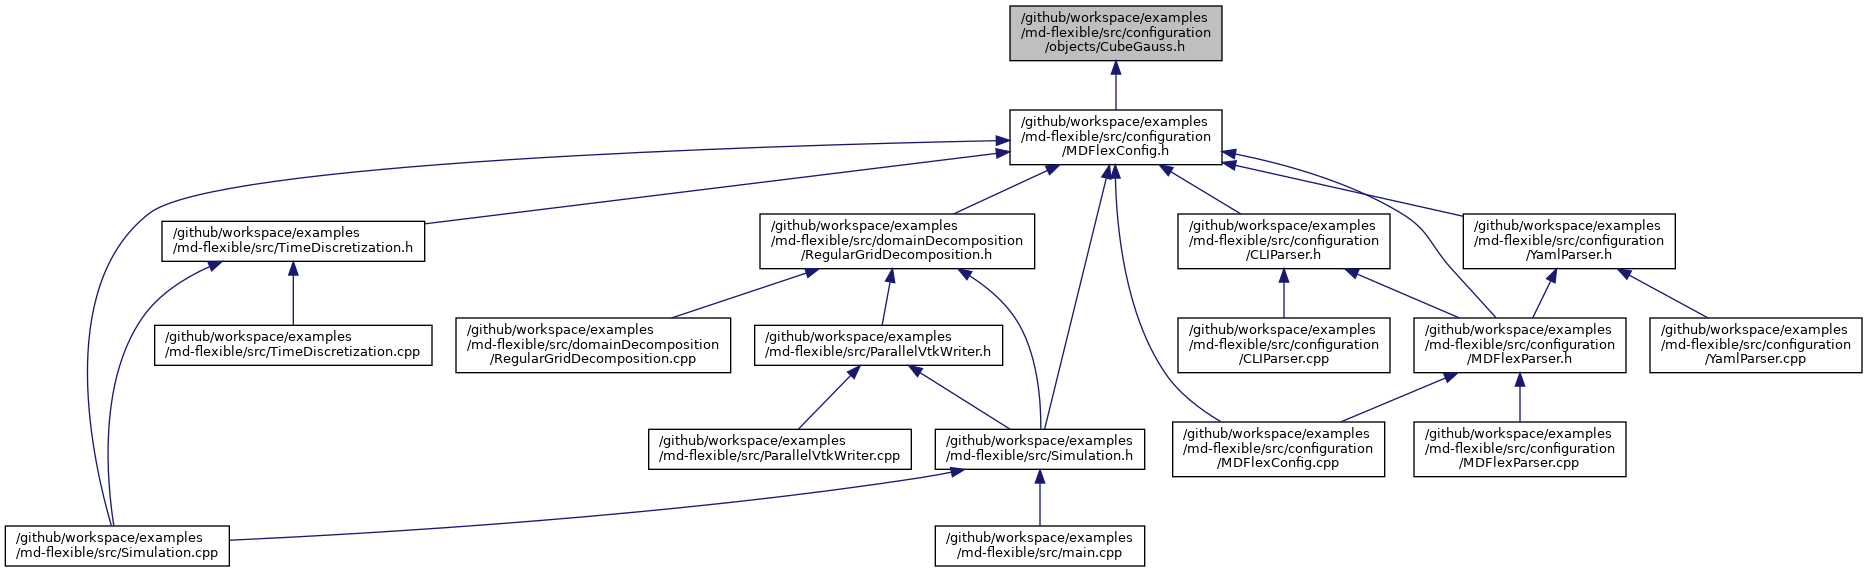 /github/workspace/examples
/md-flexible/src/configuration
/objects/CubeGauss.h
/github/workspace/examples
/md-flexible/src/configuration
/MDFlexConfig.h
/github/workspace/examples
/md-flexible/src/TimeDiscretization.h
/github/workspace/examples
/md-flexible/src/domainDecomposition
/RegularGridDecomposition.h
/github/workspace/examples
/md-flexible/src/configuration
/CLIParser.h
/github/workspace/examples
/md-flexible/src/configuration
/YamlParser.h
/github/workspace/examples
/md-flexible/src/TimeDiscretization.cpp
/github/workspace/examples
/md-flexible/src/domainDecomposition
/RegularGridDecomposition.cpp
/github/workspace/examples
/md-flexible/src/ParallelVtkWriter.h
/github/workspace/examples
/md-flexible/src/configuration
/CLIParser.cpp
/github/workspace/examples
/md-flexible/src/configuration
/MDFlexParser.h
/github/workspace/examples
/md-flexible/src/configuration
/YamlParser.cpp
/github/workspace/examples
/md-flexible/src/ParallelVtkWriter.cpp
/github/workspace/examples
/md-flexible/src/Simulation.h
/github/workspace/examples
/md-flexible/src/configuration
/MDFlexConfig.cpp
/github/workspace/examples
/md-flexible/src/configuration
/MDFlexParser.cpp
/github/workspace/examples
/md-flexible/src/Simulation.cpp
/github/workspace/examples
/md-flexible/src/main.cpp